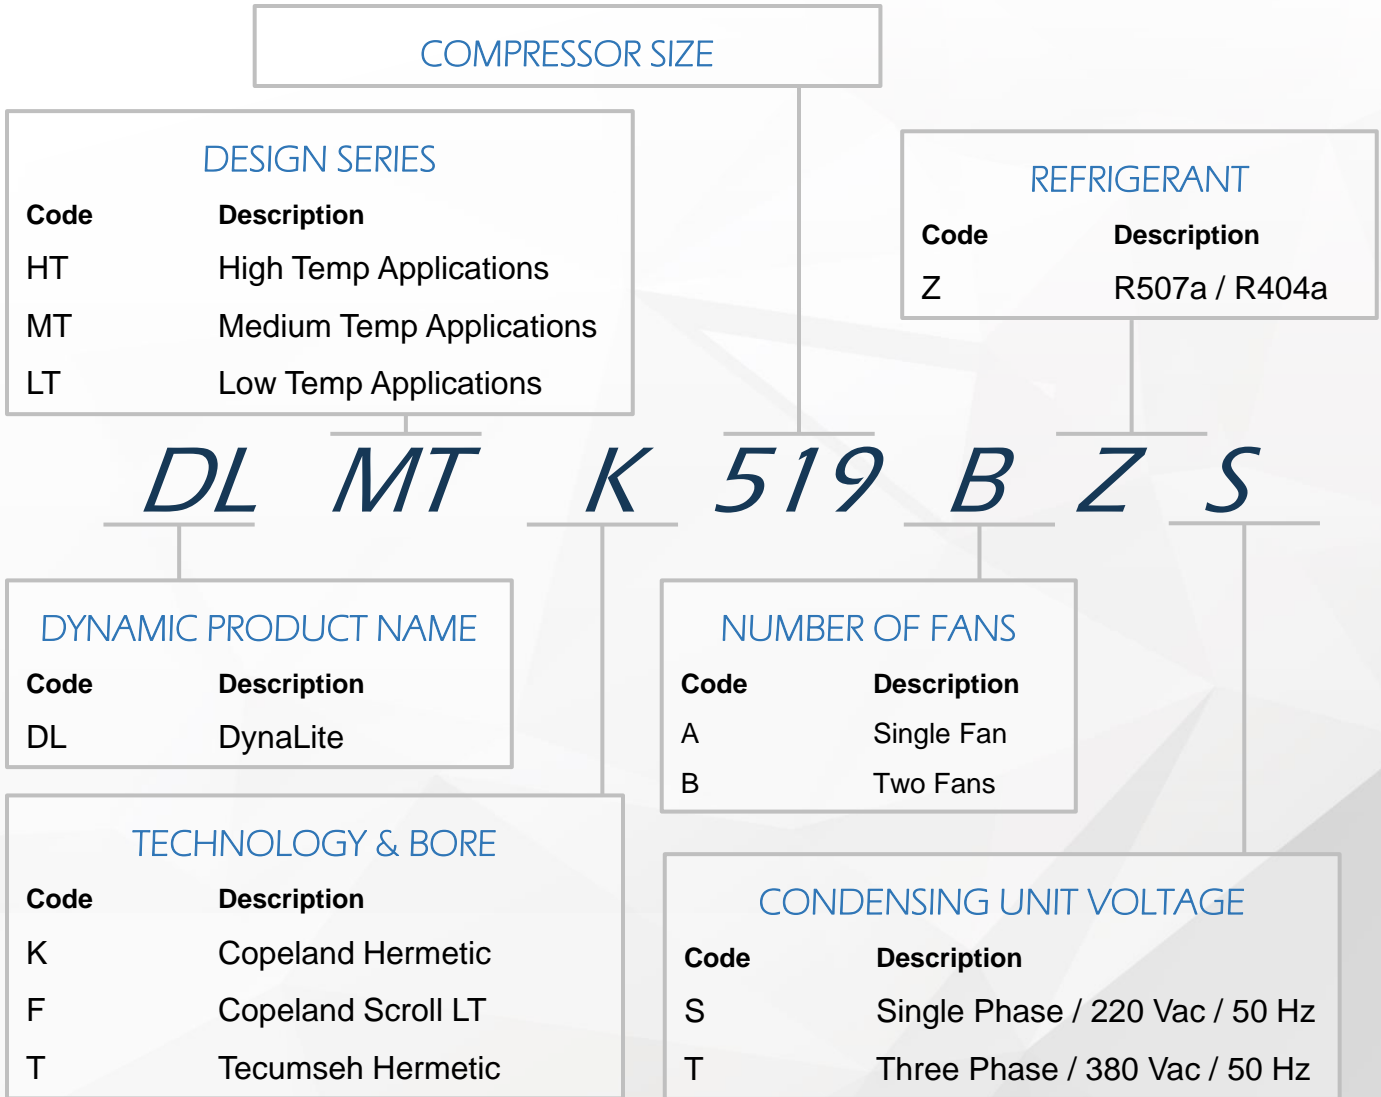 COMPRESSOR SIZE
DESIGN SERIES
Code Description
HT High Temp Applications
MT Medium Temp Applications
LT Low Temp Applications
REFRIGERANT
Code Description
Z R507a / R404a
DL MT K 519 B Z S
DYNAMIC PRODUCT NAME
Code Description
DL DynaLite
NUMBER OF FANS
Code Description
A Single Fan
B Two Fans
TECHNOLOGY & BORE
Code Description
K Copeland Hermetic
F Copeland Scroll LT
T Tecumseh Hermetic
CONDENSING UNIT VOLTAGE
Code Description
S Single Phase / 220 Vac / 50 Hz
T Three Phase / 380 Vac / 50 Hz